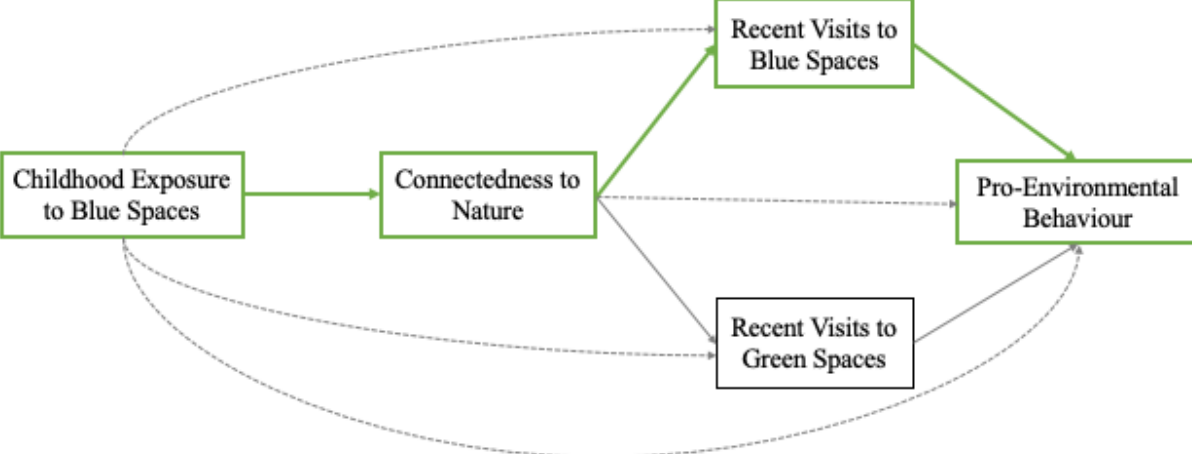 Recent Visits to
Blue Spaces
Childhood Exposure
to Blue Spaces
Connectedness to
Nature
Pro-Environmental
Behaviour
Recent Visits to
Green Spaces